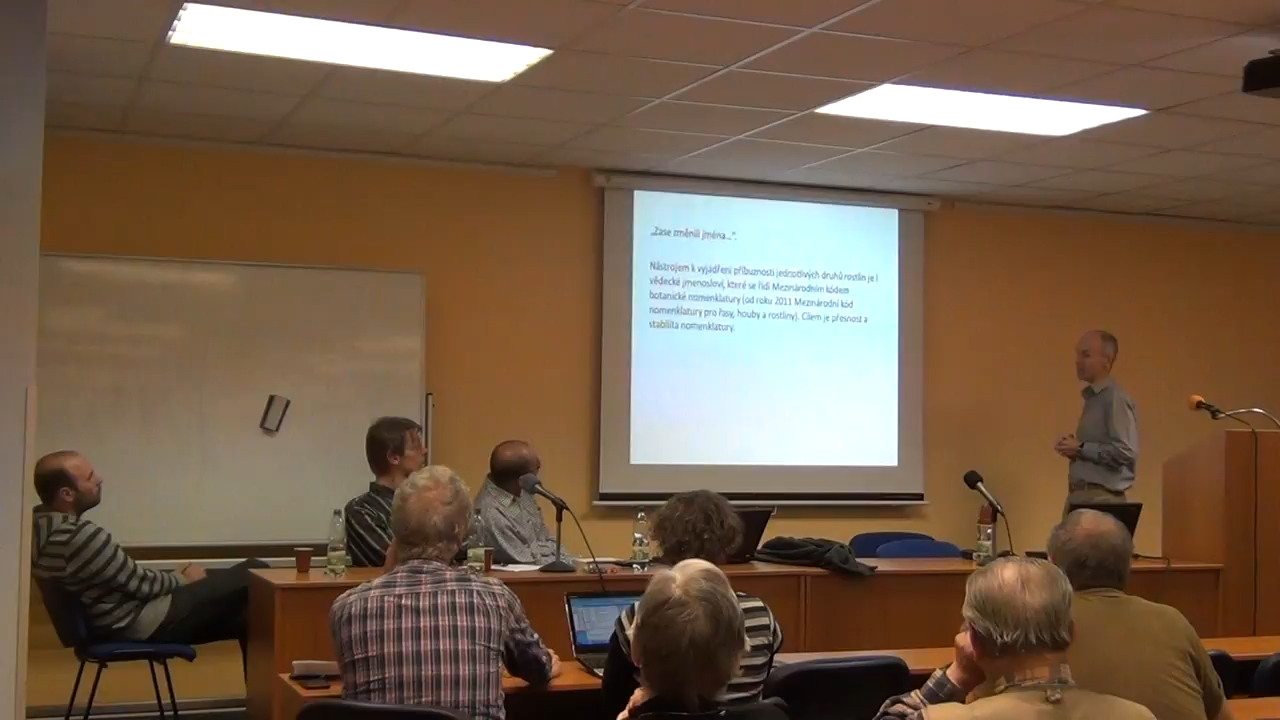 „Zase změnili jména…“.
Nástrojem k vyjádření příbuznosti jednotlivých druhů rostlin je i
vědecké jmenosloví, které se řídí Mezinárodním kódem
botanické nomenklatury (od roku 2011 Mezinárodní kód
nomenklatury pro řasy, houby a rostliny). Cílem je přesnost a
stabilita nomenklatury.